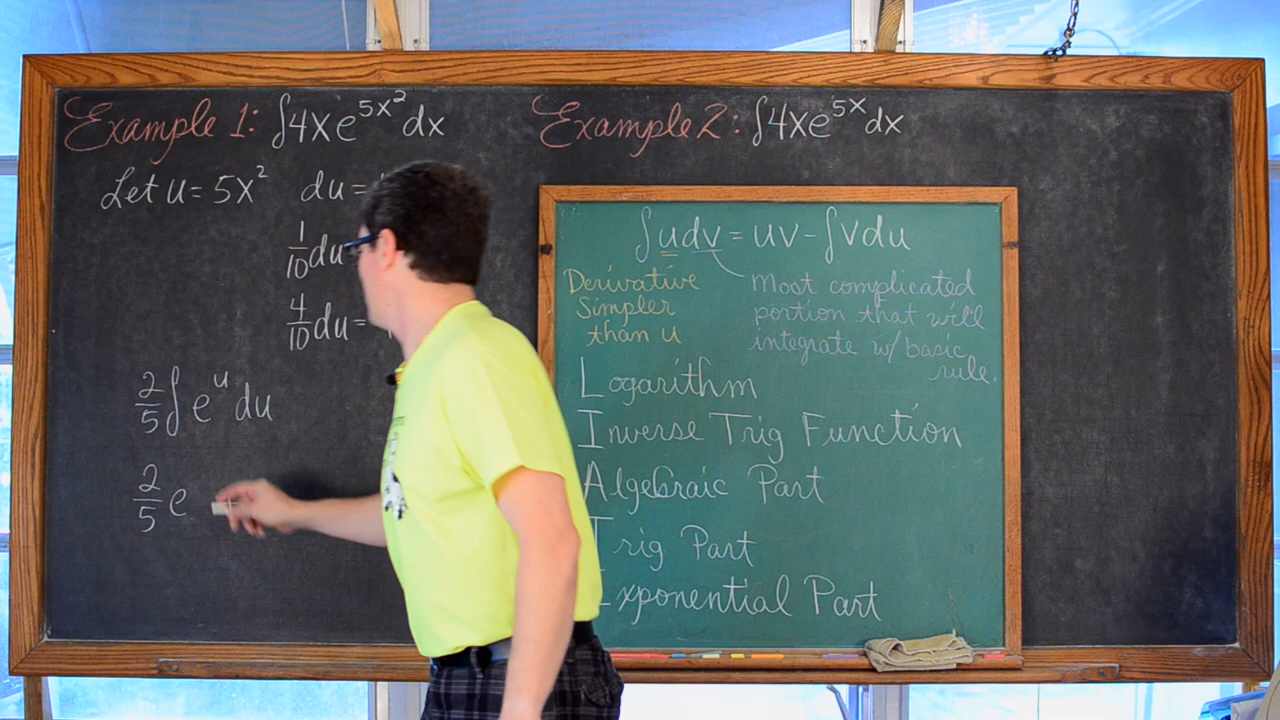 Example 1: ∫4xe^5x² dx
Let u = 5x² du =
1/10 du
4/10 du =
2/5 ∫e^u du
2/5 e
Example 2: ∫4xe^5x dx
∫udv = uv - ∫vdu
Derivative
Simpler
than u
Most complicated
portion that will
integrate w/ basic
rule.
Logarithm
Inverse Trig Function
Algebraic Part
Trig Part
Exponential Part